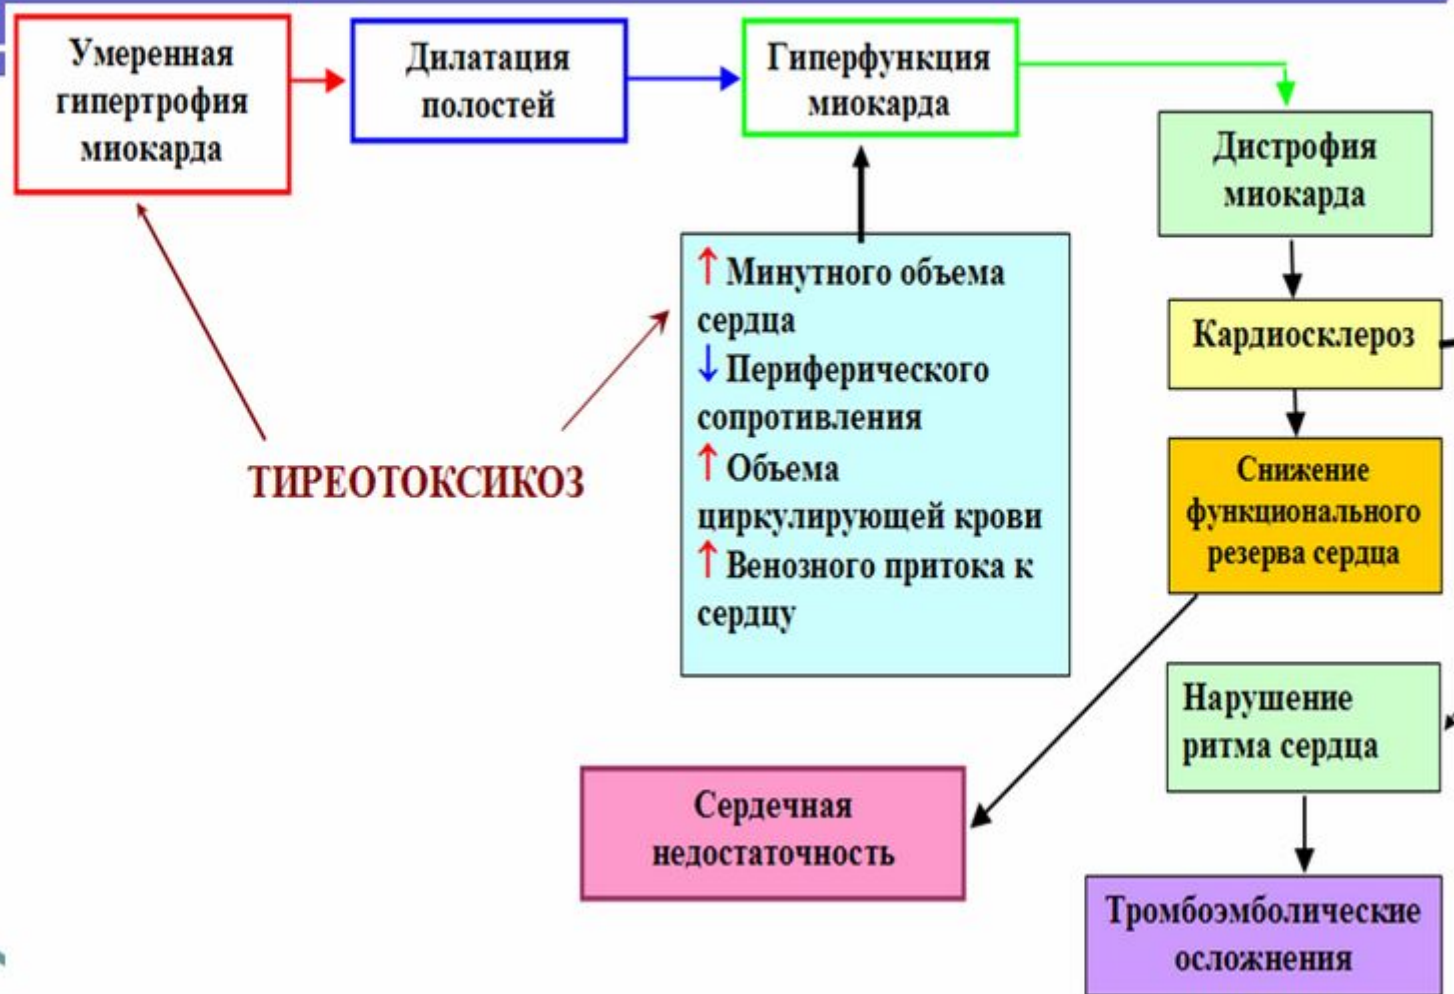 Умеренная
гипертрофия
миокарда
Дилатация
полостей
Гиперфункция
миокарда
Дистрофия
миокарда
↑ Минутного объема
сердца
↓ Периферического
сопротивления
↑ Объема
циркулирующей крови
↑ Венозного притока к
сердцу
Кардиосклероз
ТИРЕОТОКСИКОЗ
Снижение
функционального
резерва сердца
Нарушение
ритма сердца
Сердечная
недостаточность
Тромбоэмболические
осложнения